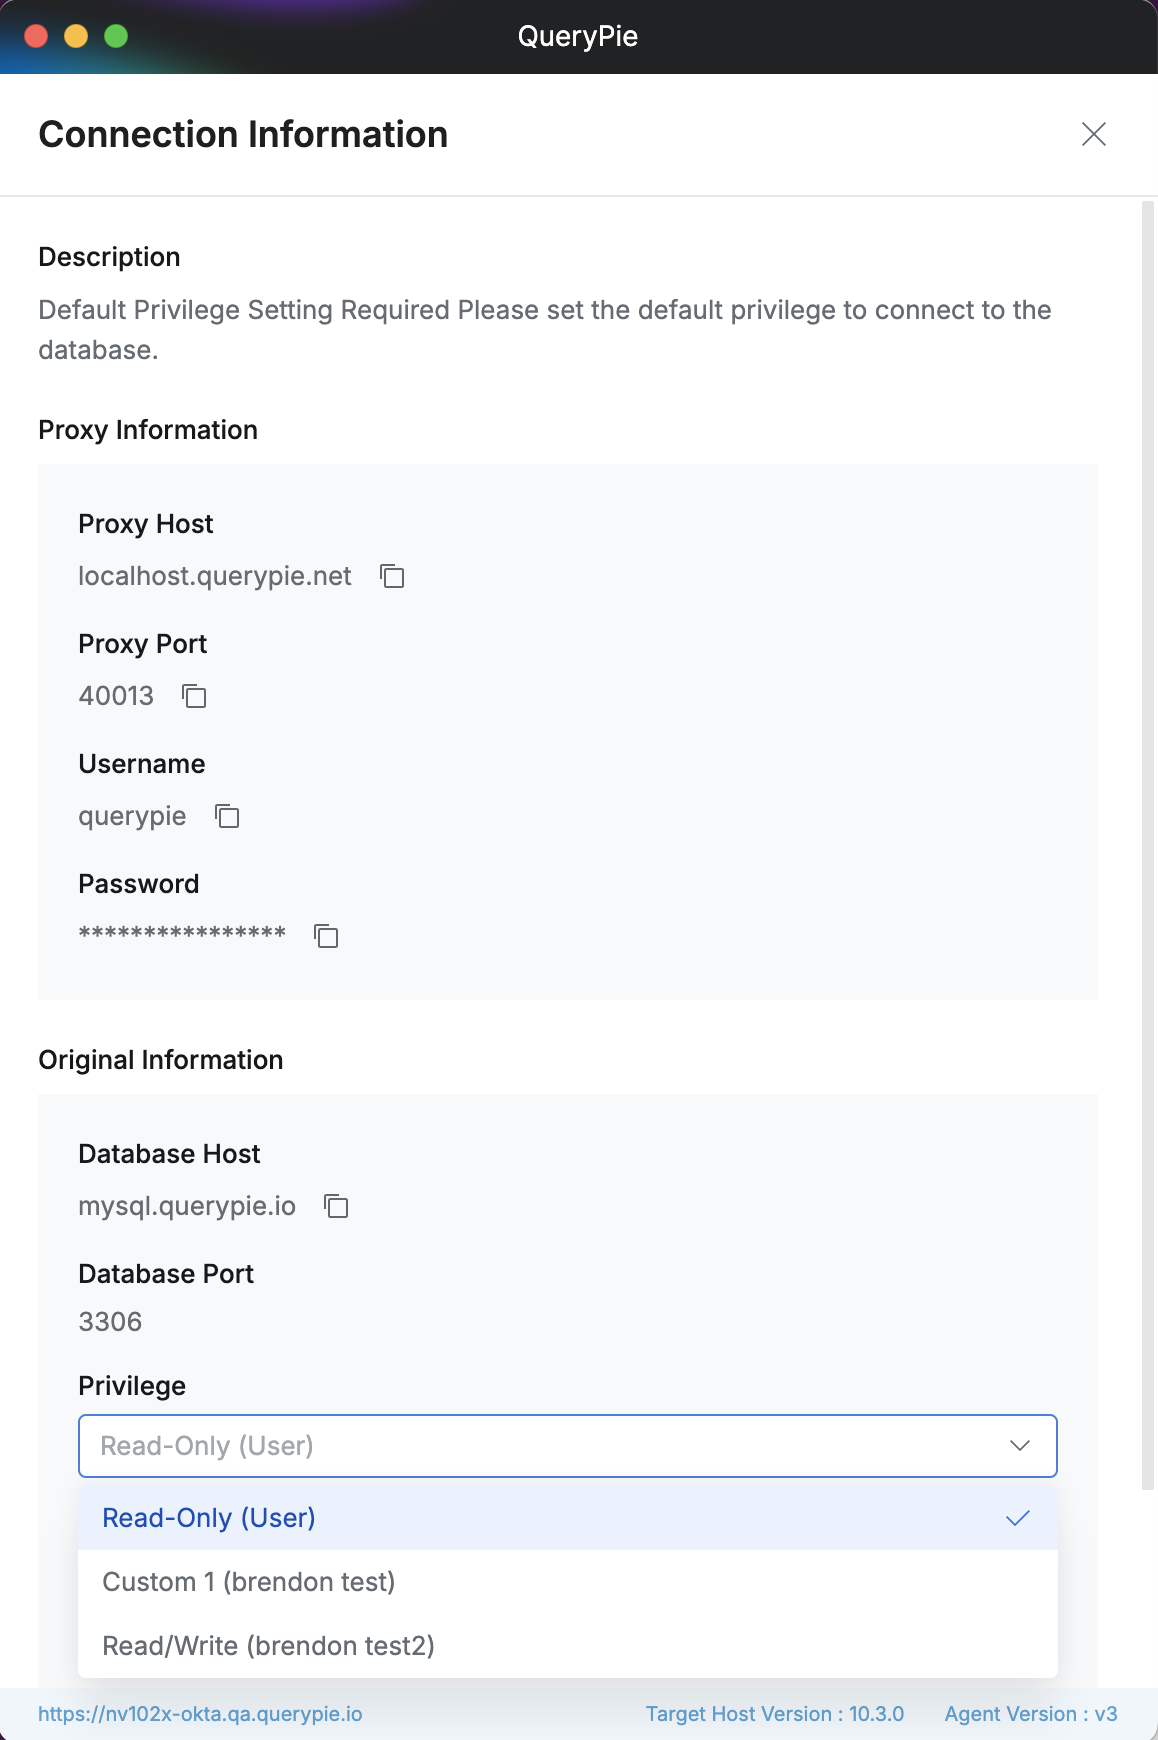 QueryPie
Connection Information
Description
Default Privilege Setting Required Please set the default privilege to connect to the
database.
Proxy Information
Proxy Host
localhost.querypie.net
Proxy Port
40013
Username
querypie
Password
****************
Original Information
Database Host
mysql.querypie.io
Database Port
3306
Privilege
Read-Only (User)
Read-Only (User)
Custom 1 (brendon test)
Read/Write (brendon test2)
https://nv102x-okta.qa.querypie.io Target Host Version : 10.3.0 Agent Version : v3